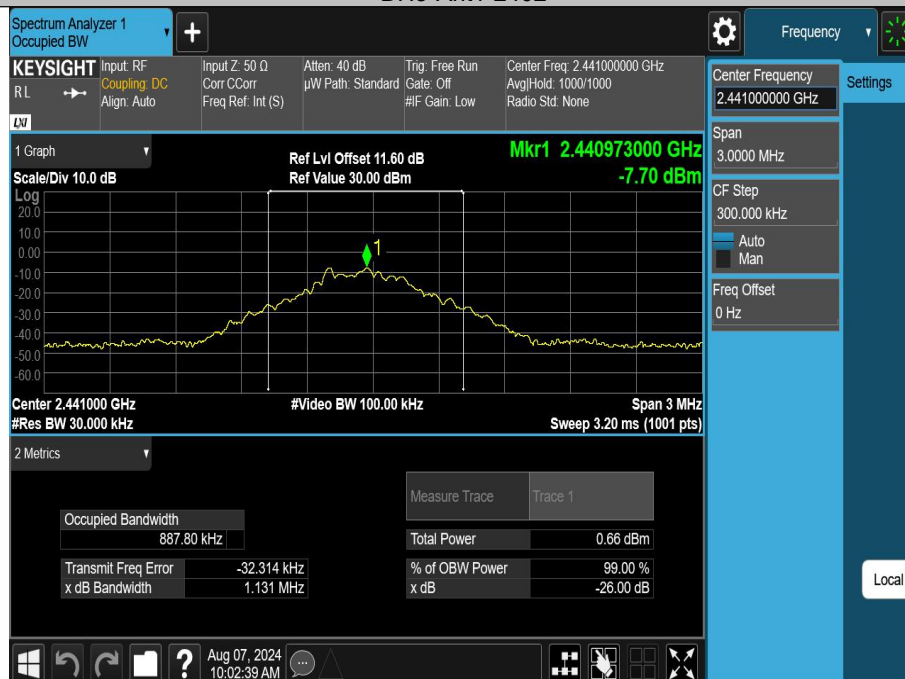 Spectrum Analyzer 1
Occupied BW
+
Frequency
KEYSIGHT
RL
LXI
Input: RF
Coupling: DC
Align: Auto
Input Z: 50 Ω
Corr CCorr
Freq Ref: Int (S)
Atten: 40 dB
µW Path: Standard
Trig: Free Run
Gate: Off
#IF Gain: Low
Center Freq: 2.441000000 GHz
Avg|Hold: 1000/1000
Radio Std: None
Center Frequency
2.441000000 GHz
Settings
Span
3.0000 MHz
CF Step
300.000 kHz
Auto
Man
Freq Offset
0 Hz
1 Graph
Scale/Div 10.0 dB
Ref Lvl Offset 11.60 dB
Ref Value 30.00 dBm
Mkr1 2.440973000 GHz
-7.70 dBm
Log
20.0
10.0
0.00
-10.0
-20.0
-30.0
-40.0
-50.0
-60.0
1
Center 2.441000 GHz
#Video BW 100.00 kHz
Span 3 MHz
#Res BW 30.000 kHz
Sweep 3.20 ms (1001 pts)
2 Metrics
Measure Trace
Trace 1
Occupied Bandwidth
887.80 kHz
Total Power
0.66 dBm
Transmit Freq Error
-32.314 kHz
% of OBW Power
99.00 %
x dB Bandwidth
1.131 MHz
x dB
-26.00 dB
Local
?
Aug 07, 2024
10:02:39 AM